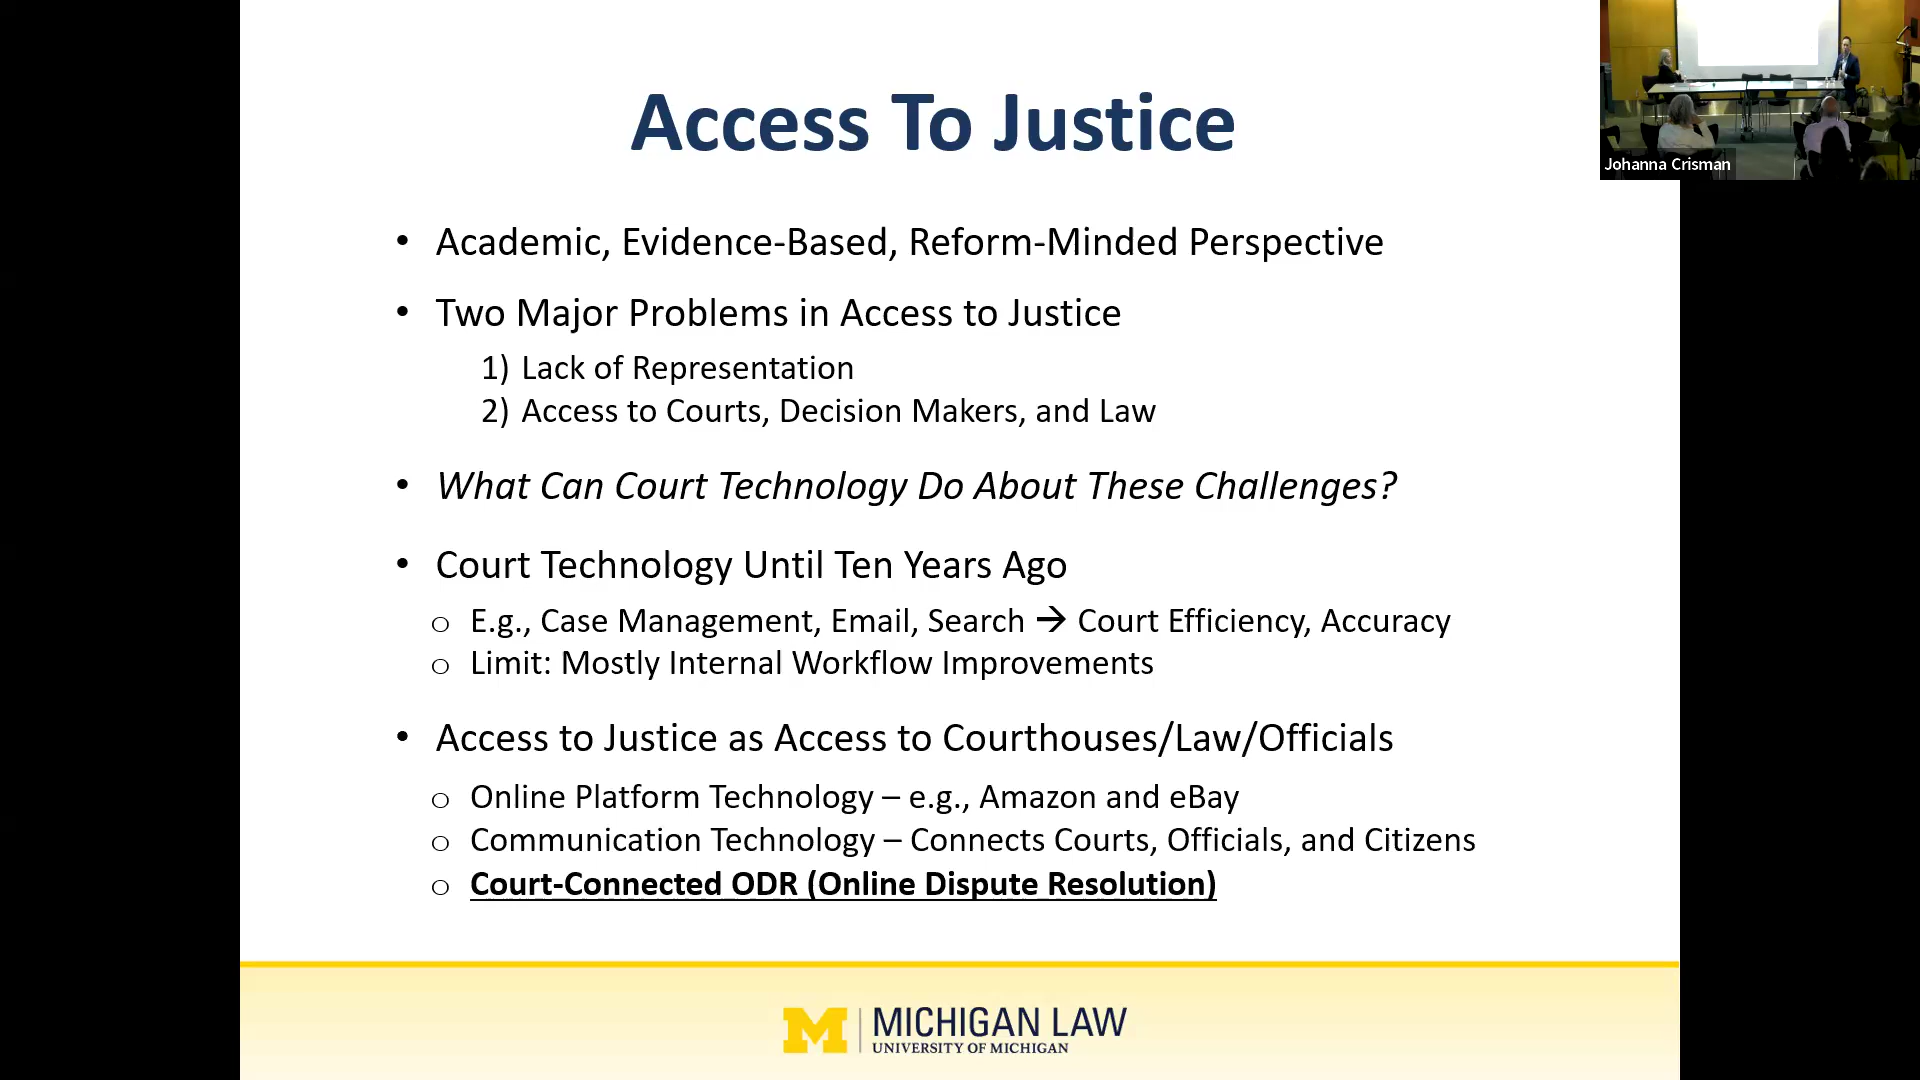 Access To Justice
Johanna Crisman
• Academic, Evidence-Based, Reform-Minded Perspective
• Two Major Problems in Access to Justice
1) Lack of Representation
2) Access to Courts, Decision Makers, and Law
• What Can Court Technology Do About These Challenges?
• Court Technology Until Ten Years Ago
o E.g., Case Management, Email, Search → Court Efficiency, Accuracy
o Limit: Mostly Internal Workflow Improvements
• Access to Justice as Access to Courthouses/Law/Officials
o Online Platform Technology – e.g., Amazon and eBay
o Communication Technology – Connects Courts, Officials, and Citizens
o Court-Connected ODR (Online Dispute Resolution)
M
MICHIGAN LAW
UNIVERSITY OF MICHIGAN